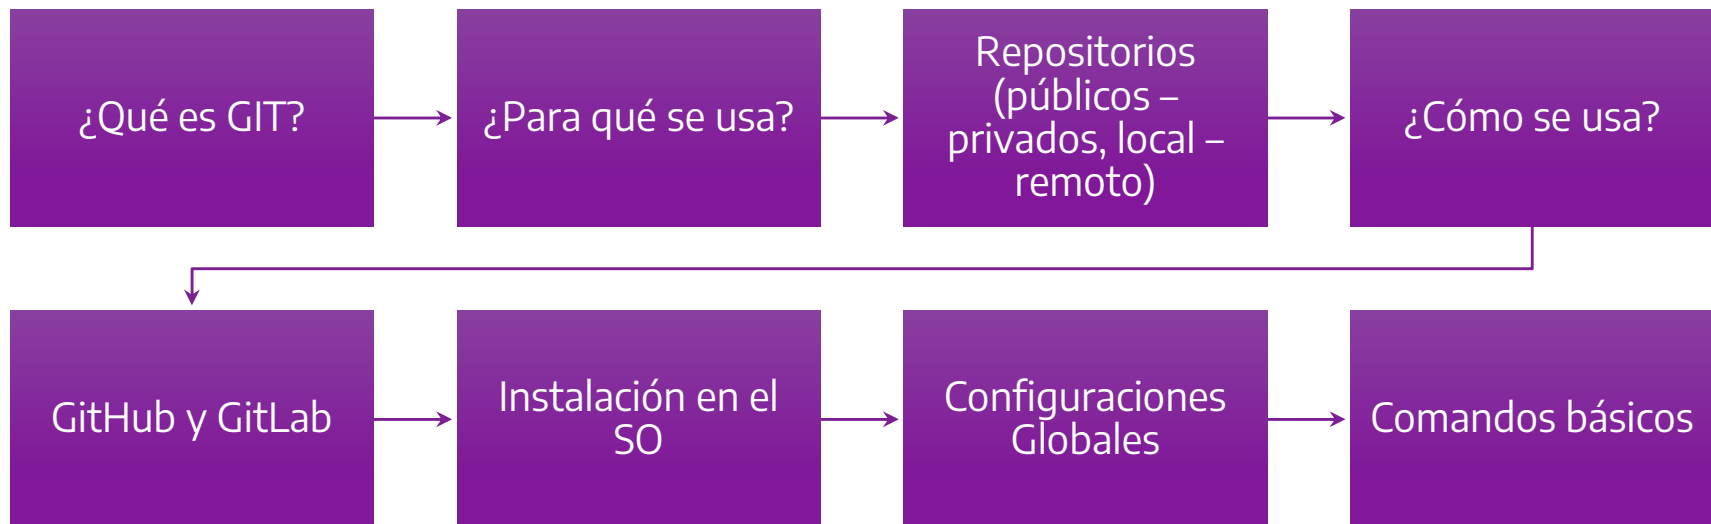 ¿Qué es GIT?
¿Para qué se usa?
Repositorios
(públicos –
privados, local –
remoto)
¿Cómo se usa?
GitHub y GitLab
Instalación en el
SO
Configuraciones
Globales
Comandos básicos